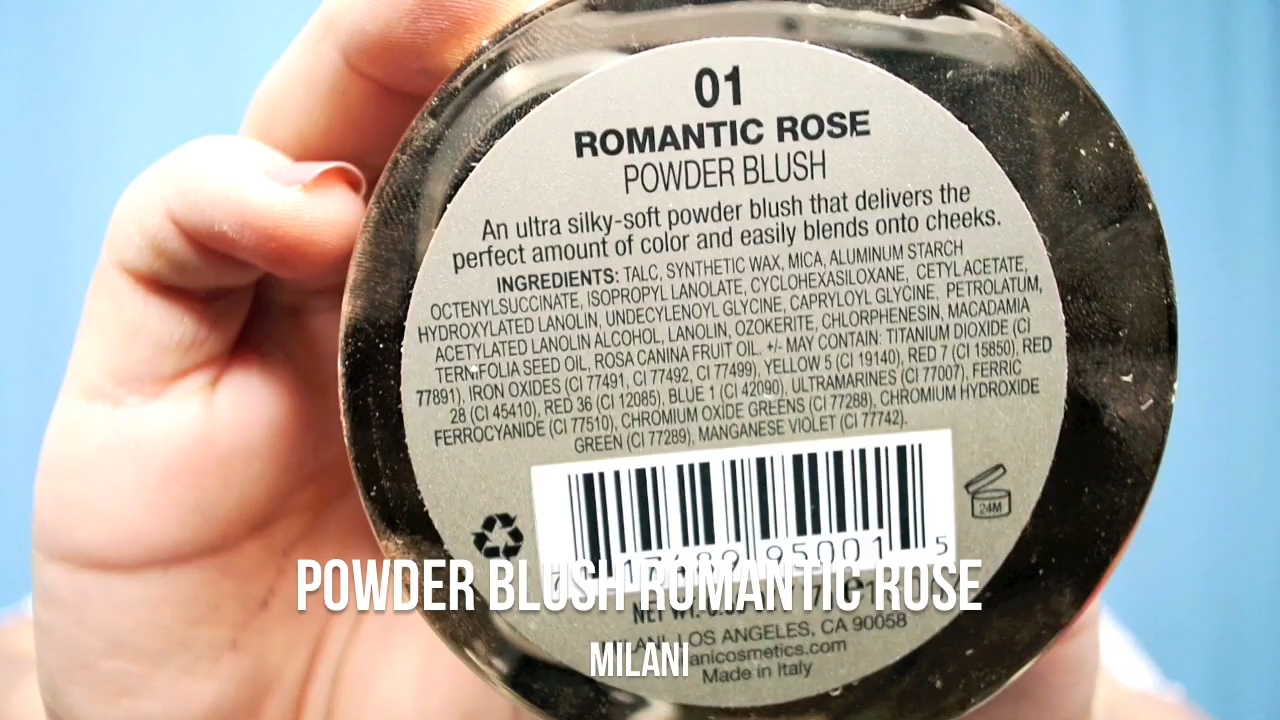 01
ROMANTIC ROSE
POWDER BLUSH
An ultra silky-soft powder blush that delivers the
perfect amount of color and easily blends onto cheeks.
INGREDIENTS: TALC, SYNTHETIC WAX, MICA, ALUMINUM STARCH
OCTENYLSUCCINATE, ISOPROPYL LANOLATE, CYCLOHEXASILOXANE, CETYL ACETATE,
HYDROXYLATED LANOLIN, UNDECYLENOYL GLYCINE, CAPRYLOYL GLYCINE, PETROLATUM,
ACETYLATED LANOLIN ALCOHOL, LANOLIN, OZOKERITE, CHLORPHENESIN, MACADAMIA
TERNIFOLIA SEED OIL, ROSA CANINA FRUIT OIL. +/- MAY CONTAIN: TITANIUM DIOXIDE (CI
77891), IRON OXIDES (CI 77491, CI 77492, CI 77499), YELLOW 5 (CI 19140), RED 7 (CI 15850), RED
28 (CI 45410), RED 36 (CI 12085), BLUE 1 (CI 42090), ULTRAMARINES (CI 77007), FERRIC
FERROCYANIDE (CI 77510), CHROMIUM OXIDE GREENS (CI 77288), CHROMIUM HYDROXIDE
GREEN (CI 77289), MANGANESE VIOLET (CI 77742).
24M
95001 5
POWDER BLUSH ROMANTIC ROSE
NET WT.
LOS ANGELES, CA 90058
MILANI
Made in Italy